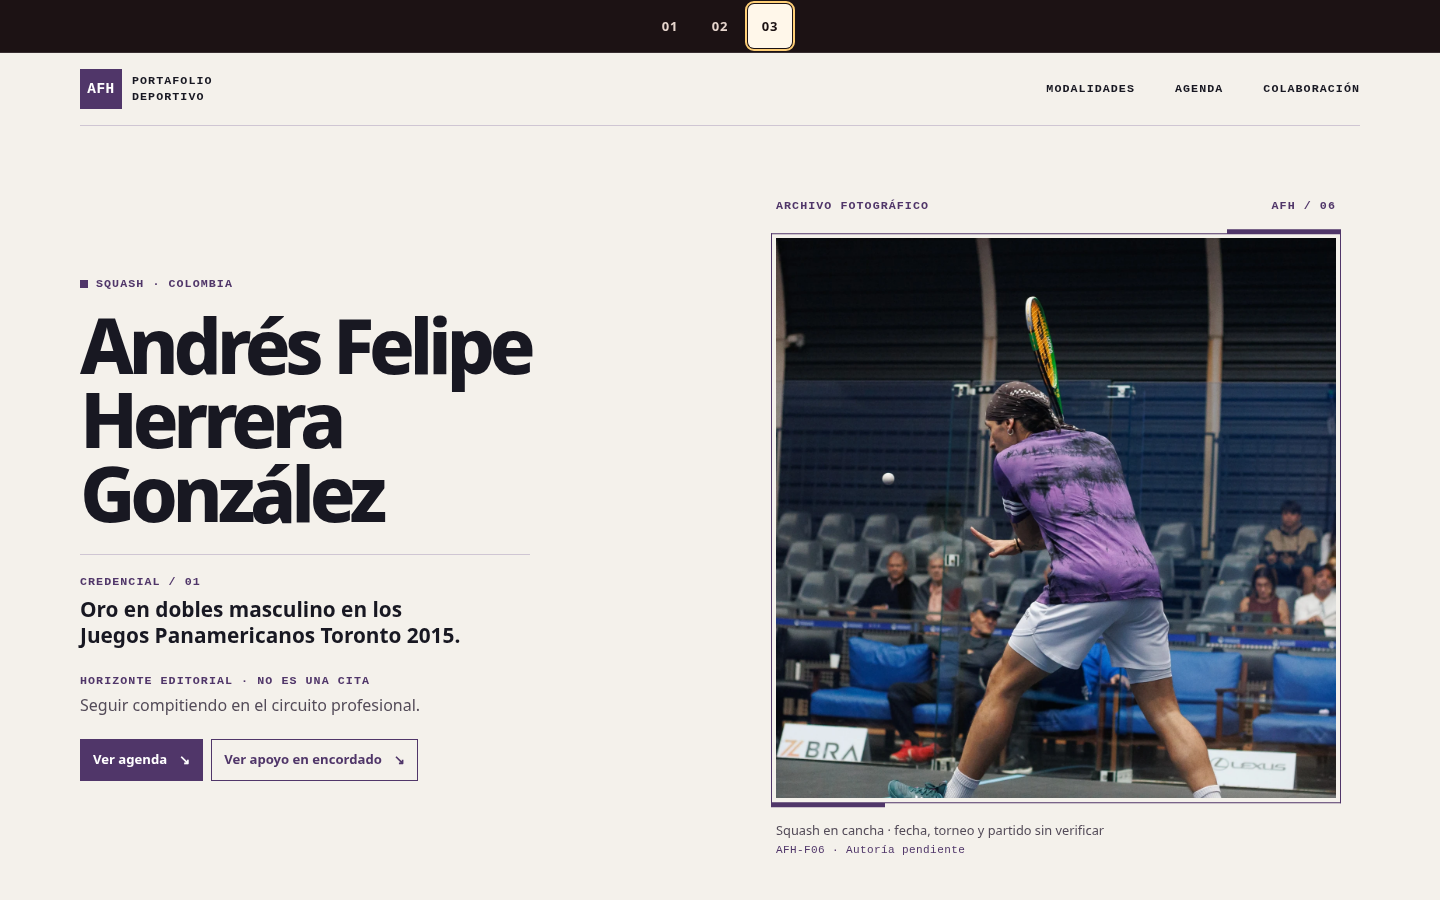 01 02 03
AFH
PORTAFOLIO
DEPORTIVO
MODALIDADES AGENDA COLABORACIÓN
ARCHIVO FOTOGRÁFICO AFH / 06
SQUASH · COLOMBIA
Andrés Felipe
Herrera
González
CREDENCIAL / 01
Oro en dobles masculino en los
Juegos Panamericanos Toronto 2015.
HORIZONTE EDITORIAL · NO ES UNA CITA
Seguir compitiendo en el circuito profesional.
Ver agenda ↘ Ver apoyo en encordado ↘
ZBRA
LEXUS
Squash en cancha · fecha, torneo y partido sin verificar
AFH-F06 · Autoría pendiente